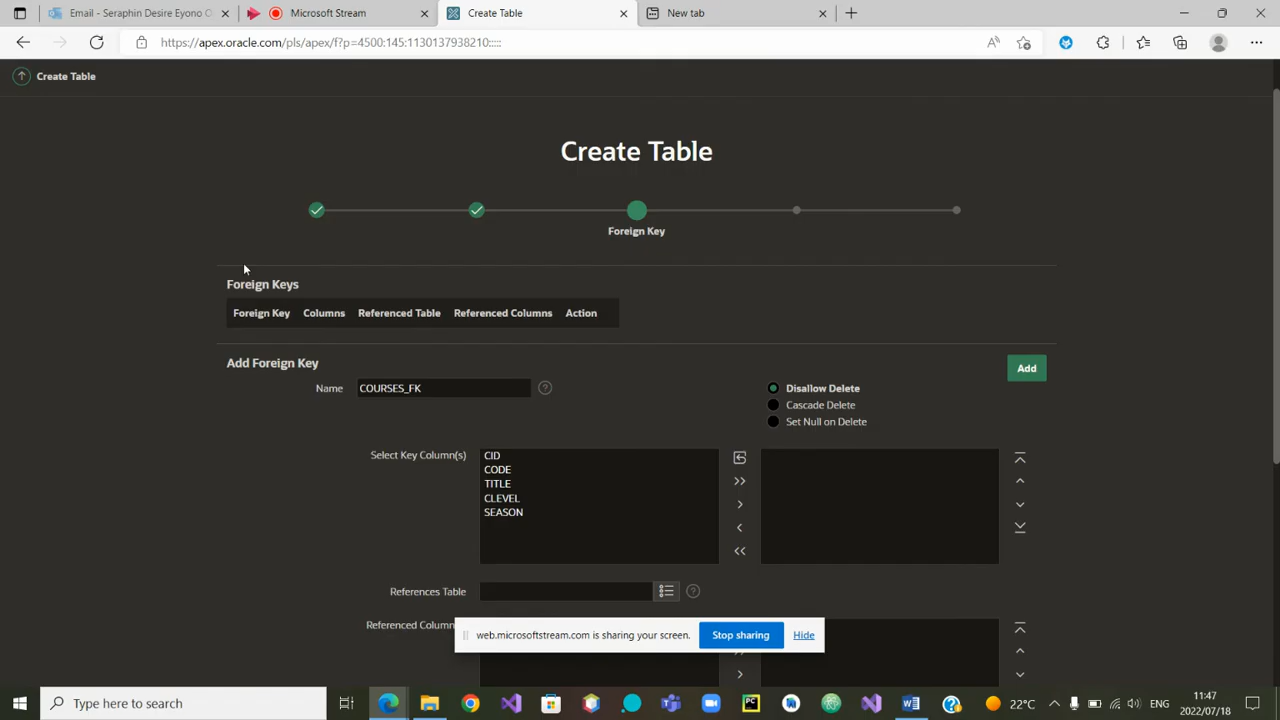 Email - Seraphin Desire Eyono O
Microsoft Stream
Create Table
New tab
https://apex.oracle.com/pls/apex/f?p=4500:145:1130137938210:::::
Create Table
Create Table
Foreign Key
Foreign Keys
Foreign Key Columns Referenced Table Referenced Columns Action
Add Foreign Key
Add
Name COURSES_FK
Disallow Delete
Cascade Delete
Set Null on Delete
Select Key Column(s)
CID
CODE
TITLE
CLEVEL
SEASON
References Table
Referenced Column
web.microsoftstream.com is sharing your screen.
Stop sharing
Hide
Type here to search
22°C
ENG
11:47
2022/07/18